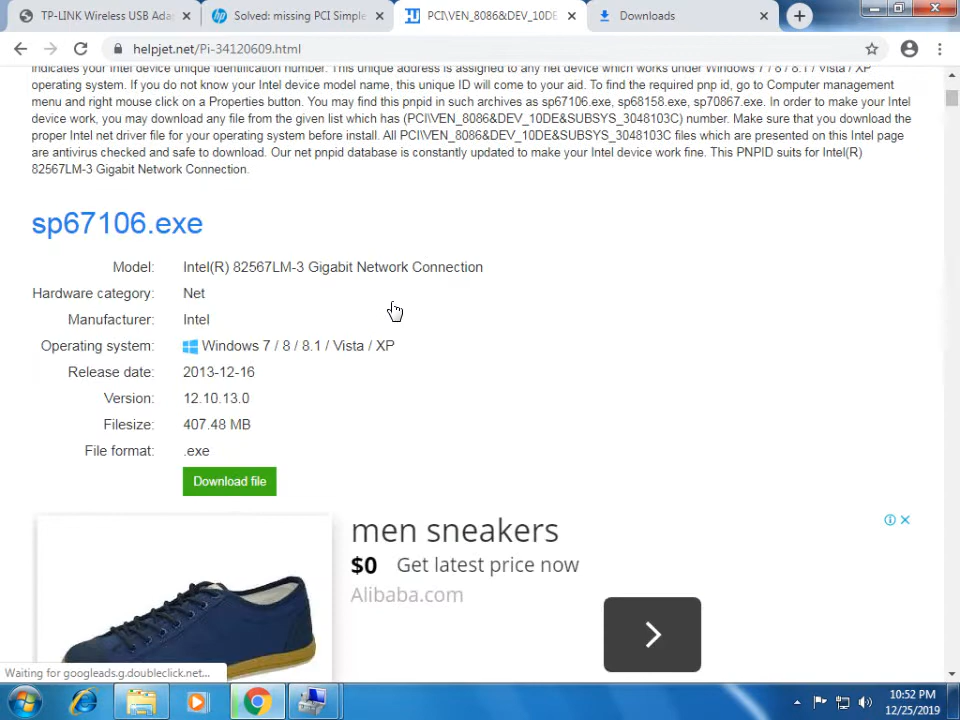 TP-LINK Wireless USB Ada
Solved: missing PCI Simple
PCI\VEN_8086&DEV_10DE
Downloads
helpjet.net/Pi-34120609.html
indicates your Intel device unique identification number. This unique address is assigned to any net device which works under Windows 7 / 8 / 8.1 / Vista / XP
operating system. If you do not know your Intel device model name, this unique ID will come to your aid. To find the required pnp id, go to Computer management
menu and right mouse click on a Properties button. You may find this pnpid in such archives as sp67106.exe, sp68158.exe, sp70867.exe. In order to make your Intel
device work, you may download any file from the given list which has (PCI\VEN_8086&DEV_10DE&SUBSYS_3048103C) number. Make sure that you download the
proper Intel net driver file for your operating system before install. All PCI\VEN_8086&DEV_10DE&SUBSYS_3048103C files which are presented on this Intel page
are antivirus checked and safe to download. Our net pnpid database is constantly updated to make your Intel device work fine. This PNPID suits for Intel(R)
82567LM-3 Gigabit Network Connection.
sp67106.exe
Model: Intel(R) 82567LM-3 Gigabit Network Connection
Hardware category: Net
Manufacturer: Intel
Operating system: Windows 7 / 8 / 8.1 / Vista / XP
Release date: 2013-12-16
Version: 12.10.13.0
Filesize: 407.48 MB
File format: .exe
Download file
men sneakers
$0 Get latest price now
Alibaba.com
Waiting for googleads.g.doubleclick.net...
10:52 PM
12/25/2019